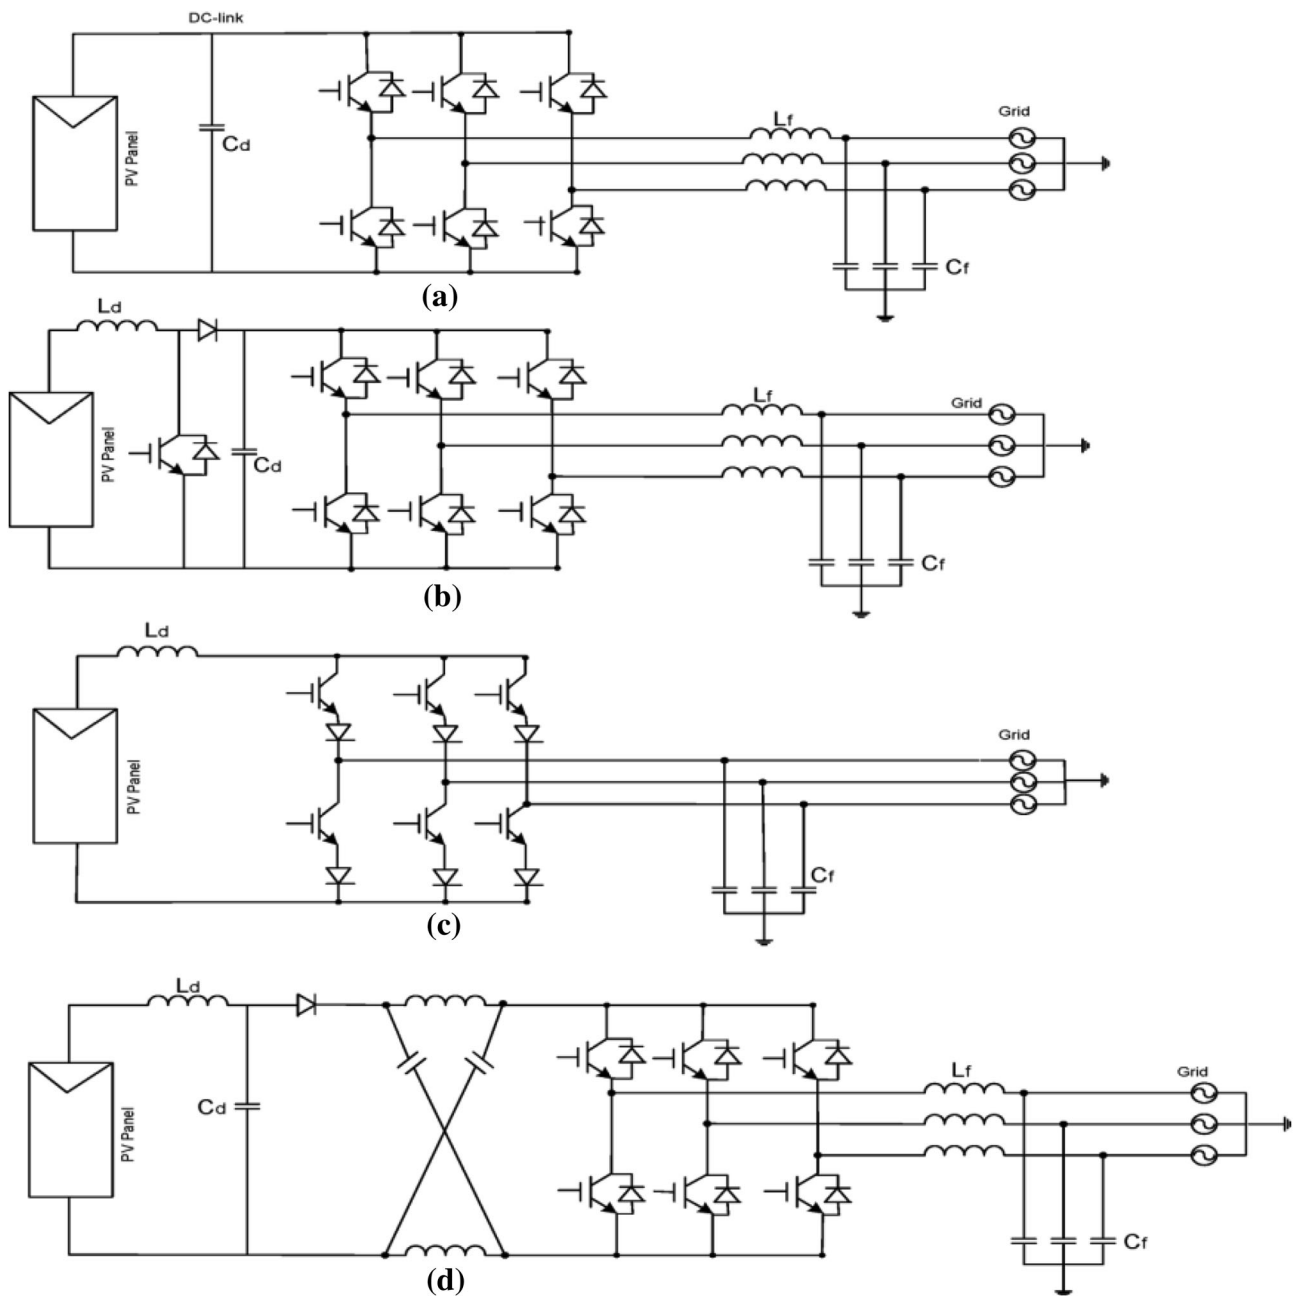 DC-link
PV Panel
Cd
Lf
Grid
Cf
(a)
Ld
PV Panel
Cd
Lf
Grid
Cf
(b)
Ld
PV Panel
Grid
Cf
(c)
Ld
PV Panel
Cd
Lf
Grid
Cf
(d)